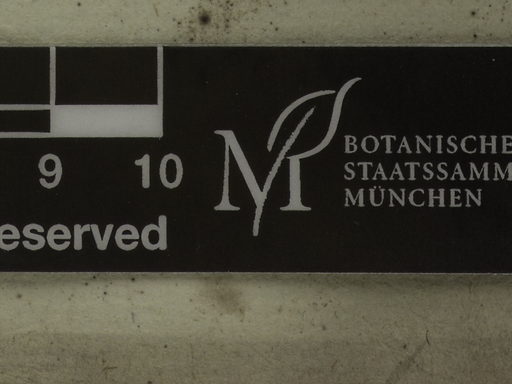 9 10
eserved
M
BOTANISCHE
STAATSSAMM
MÜNCHEN